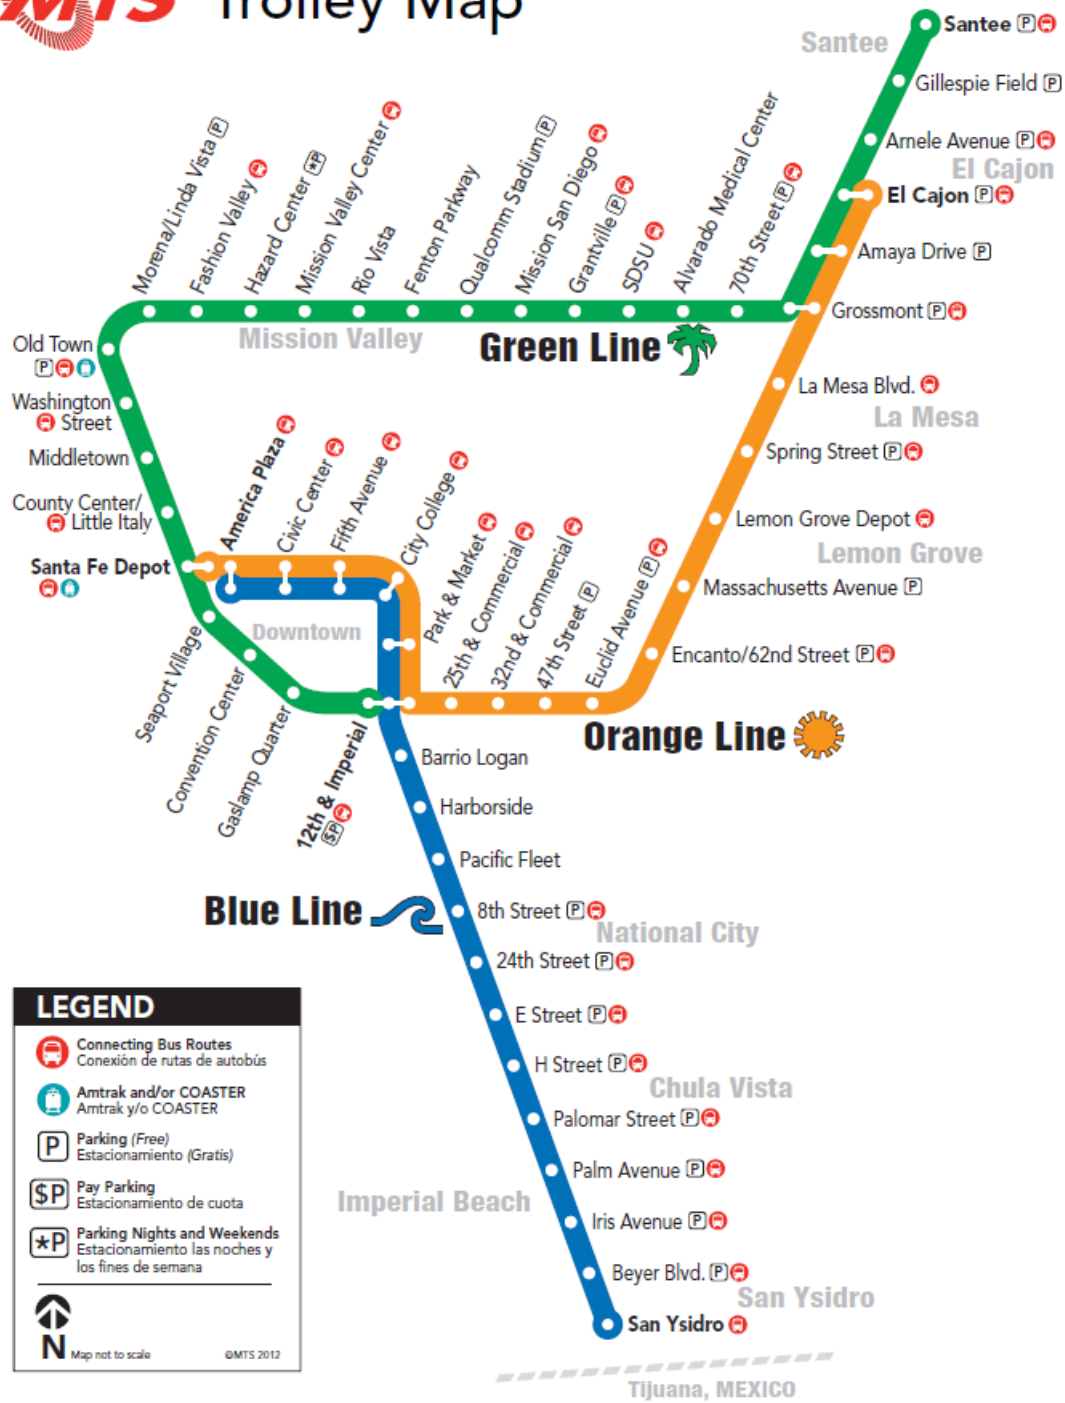 MTS Trolley Map
Santee
Santee P
Gillespie Field P
Arnele Avenue P
El Cajon
El Cajon P
Amaya Drive P
Grossmont P
La Mesa Blvd.
La Mesa
Spring Street P
Lemon Grove Depot
Lemon Grove
Massachusetts Avenue P
Encanto/62nd Street P
Morena/Linda Vista P
Fashion Valley
Hazard Center *P
Mission Valley Center
Rio Vista
Fenton Parkway
Qualcomm Stadium P
Mission San Diego
Grantville P
SDSU
Alvarado Medical Center
70th Street P
Mission Valley
Green Line
Old Town
P
Washington
Street
Middletown
County Center/
Little Italy
Santa Fe Depot
America Plaza
Civic Center
Fifth Avenue
City College
Park & Market
25th & Commercial
32nd & Commercial
47th Street P
Euclid Avenue P
Downtown
Seaport Village
Convention Center
Gaslamp Quarter
12th & Imperial
$P
Orange Line
Barrio Logan
Harborside
Pacific Fleet
Blue Line
8th Street P
National City
24th Street P
E Street P
H Street P
Chula Vista
Palomar Street P
Palm Avenue P
Imperial Beach
Iris Avenue P
Beyer Blvd. P
San Ysidro
San Ysidro
Tijuana, MEXICO
LEGEND
Connecting Bus Routes
Conexión de rutas de autobús
Amtrak and/or COASTER
Amtrak y/o COASTER
P Parking (Free)
Estacionamiento (Gratis)
$P Pay Parking
Estacionamiento de cuota
*P Parking Nights and Weekends
Estacionamiento las noches y
los fines de semana
N Map not to scale ©MTS 2012